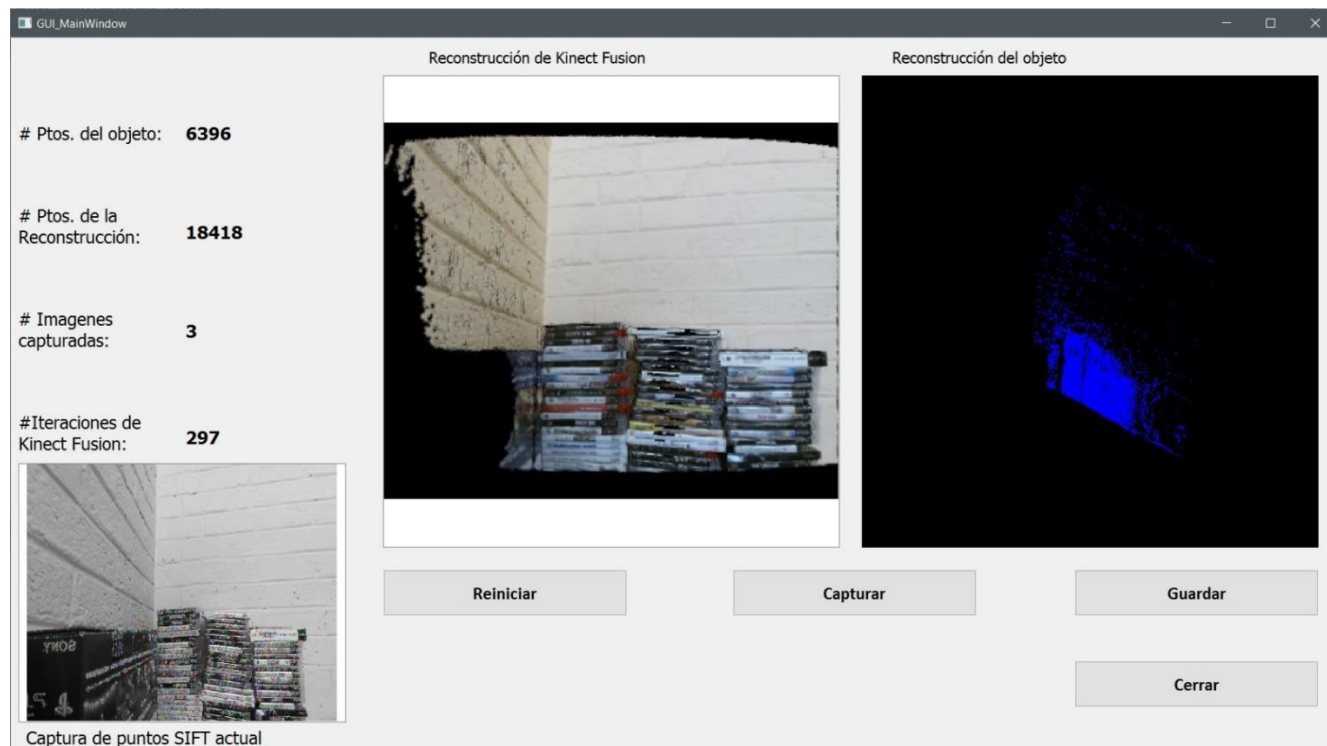 GUI_MainWindow
Reconstrucción de Kinect Fusion
Reconstrucción del objeto
# Ptos. del objeto: 6396
# Ptos. de la
Reconstrucción: 18418
# Imagenes
capturadas: 3
#Iteraciones de
Kinect Fusion: 297
SONY
Captura de puntos SIFT actual
Reiniciar
Capturar
Guardar
Cerrar